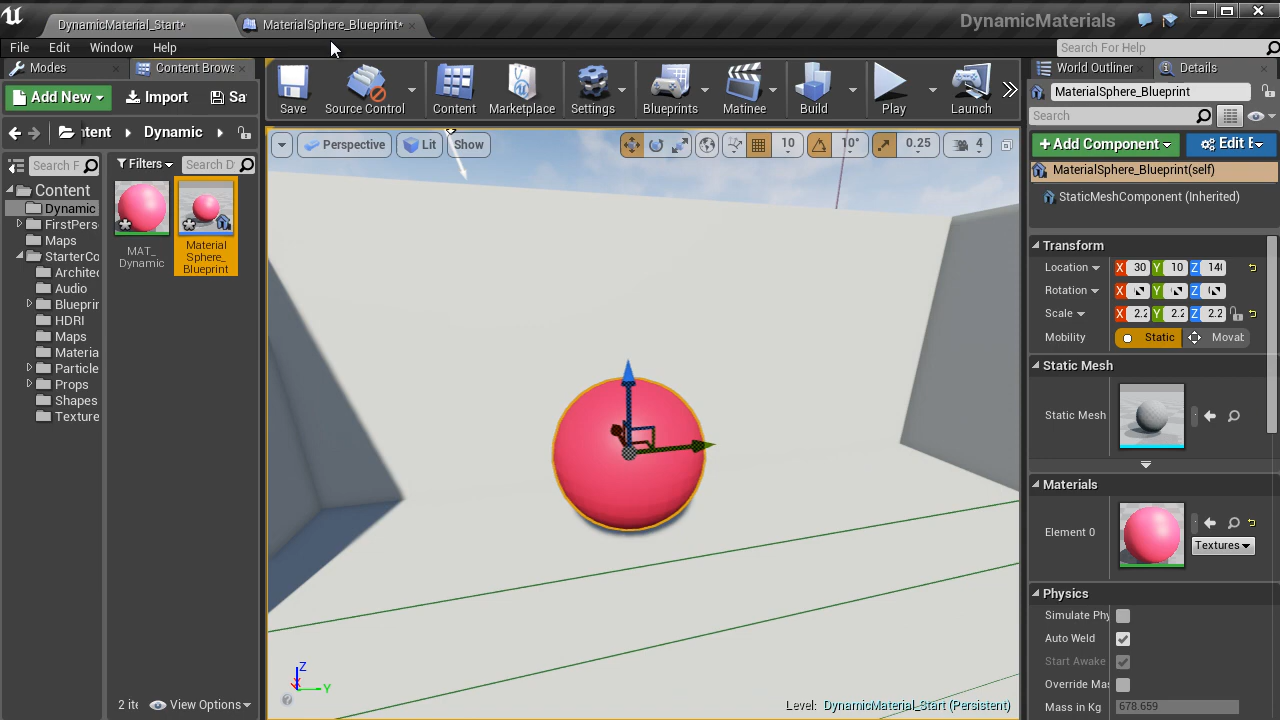 DynamicMaterial_Start*
MaterialSphere_Blueprint*
DynamicMaterials
File Edit Window Help
Search For Help
Modes
Content Brows
World Outliner
Details
Add New
Import
Sa
Save
Source Control
Content
Marketplace
Settings
Blueprints
Matinee
Build
Play
Launch
MaterialSphere_Blueprint
Search
ntent
Dynamic
Perspective
Lit
Show
10
10°
0.25
4
+Add Component
Edit B
Search F
Filters
Search D
MaterialSphere_Blueprint(self)
StaticMeshComponent (Inherited)
Content
Dynamic
FirstPers
Maps
StarterCo
Architec
Audio
Blueprin
HDRI
Maps
Materia
Particle
Props
Shapes
Texture
MAT_
Dynamic
Material
Sphere_
Blueprint
Transform
Location X 30 Y 10 Z 140
Rotation X Y Z
Scale X 2.2 Y 2.2 Z 2.2
Mobility Static Movab
Static Mesh
Static Mesh
Materials
Element 0
Textures
Physics
Simulate Phy
Auto Weld
Start Awake
Override Mas
Mass in Kg 678.659
Z
X
Y
2 ite
View Options
Level: DynamicMaterial_Start (Persistent)